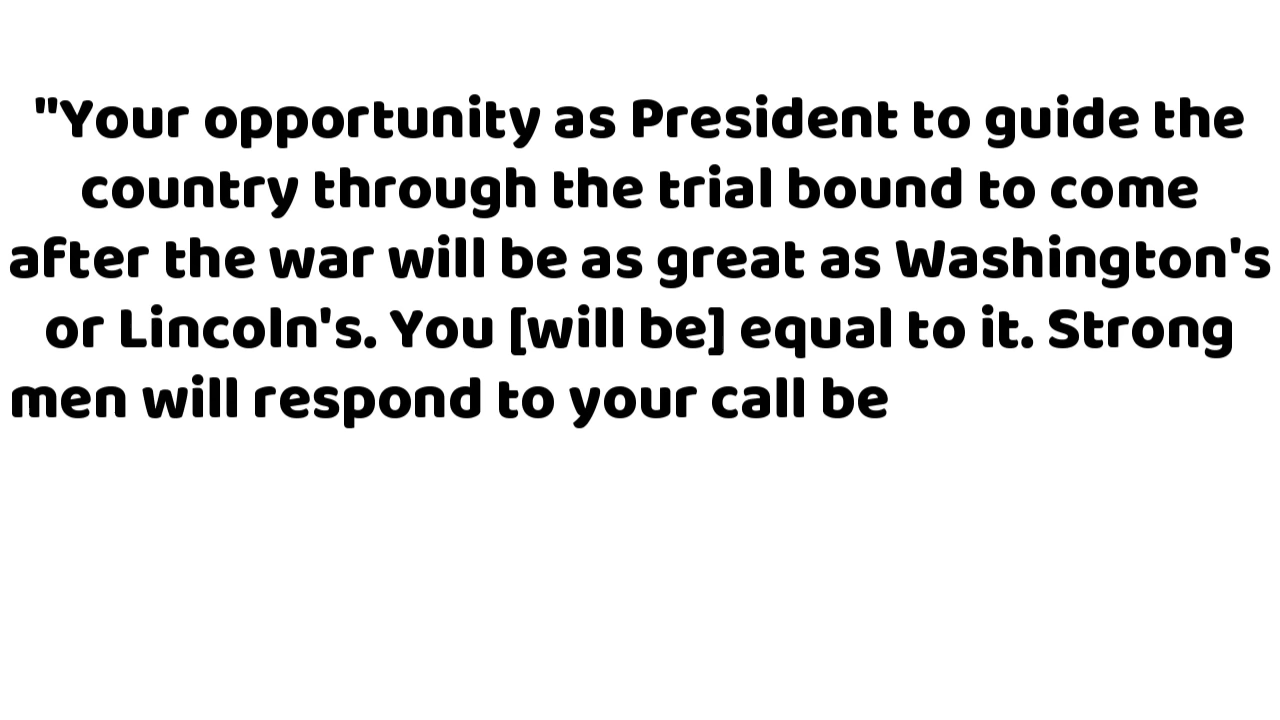 "Your opportunity as President to guide the
country through the trial bound to come
after the war will be as great as Washington's
or Lincoln's. You [will be] equal to it. Strong
men will respond to your call be